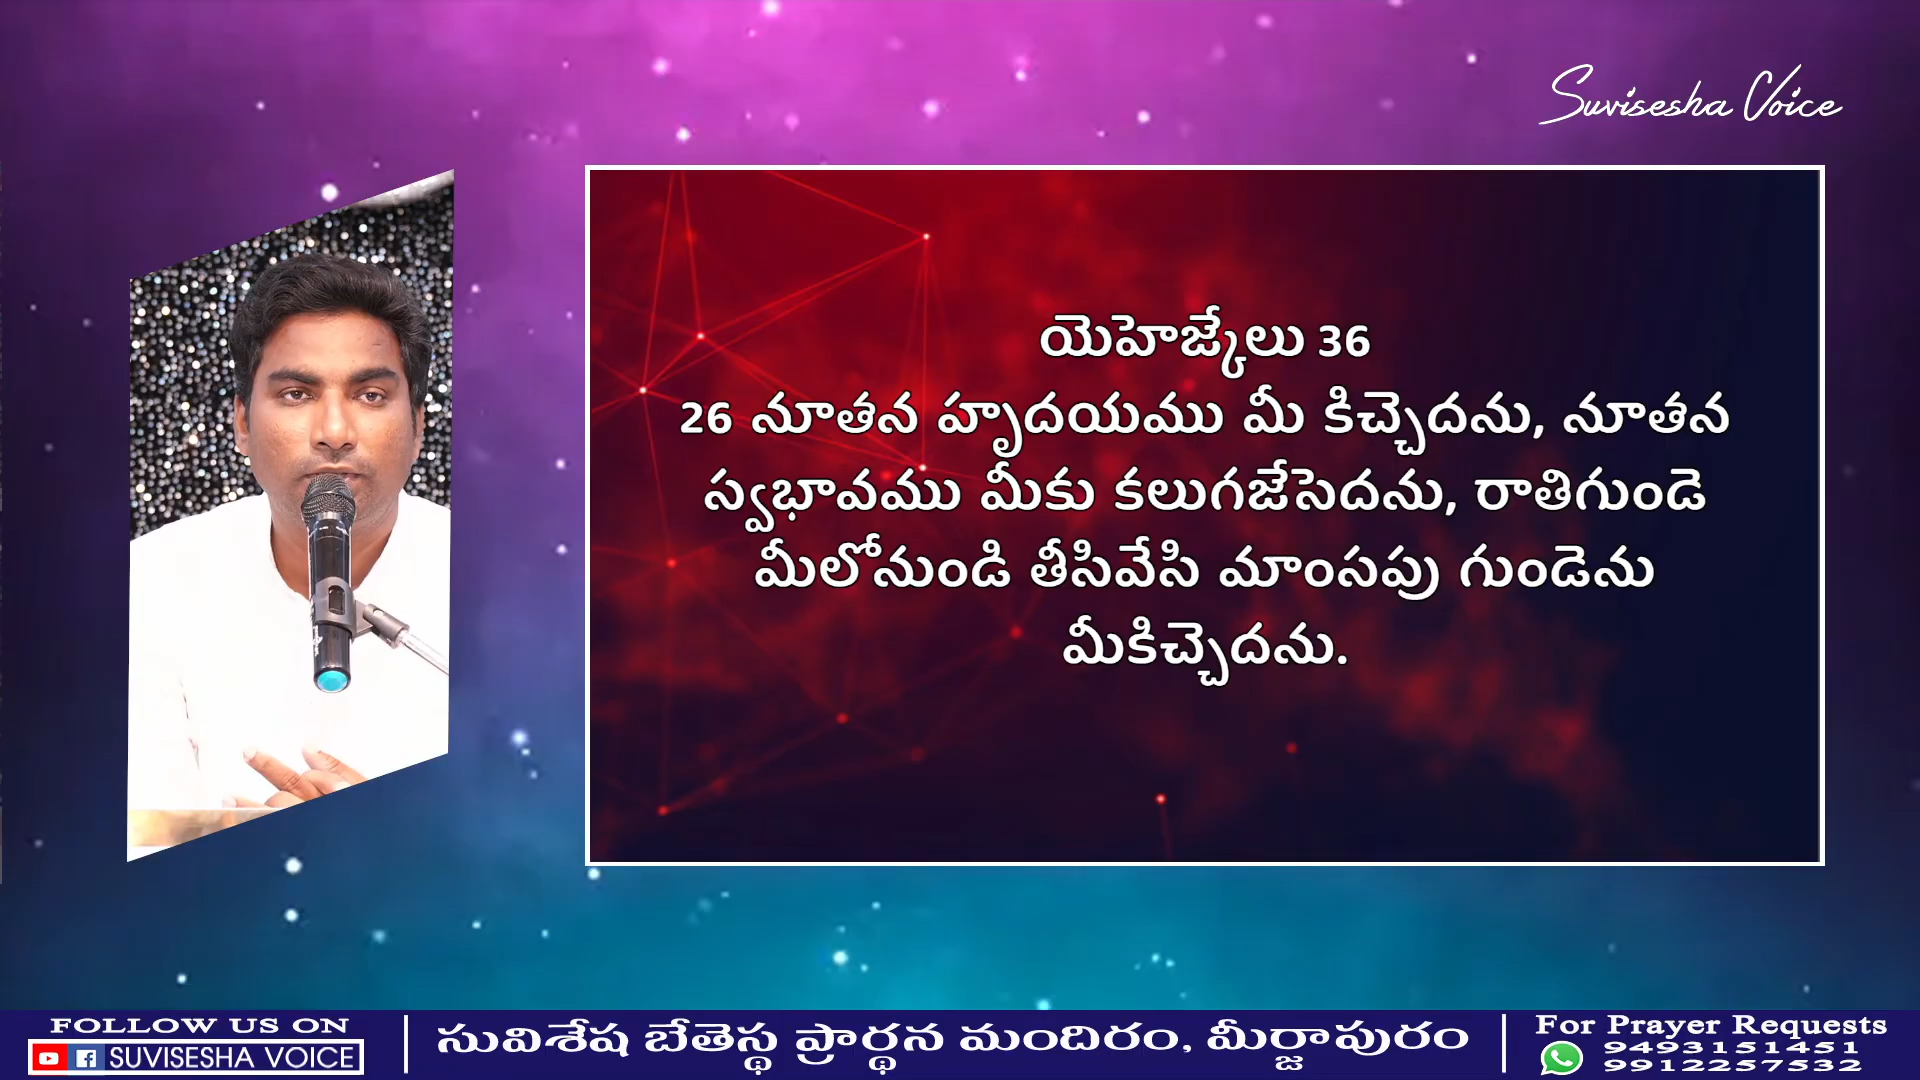 Suvisesha Voice
యెహెజ్కేలు 36
26 నూతన హృదయము మీ కిచ్చెదను, నూతన
స్వభావము మీకు కలుగజేసెదను, రాతిగుండె
మీలోనుండి తీసివేసి మాంసపు గుండెను
మీకిచ్చెదను.
FOLLOW US ON
SUVISESHA VOICE
సువిశేష బేతెస్థ ప్రార్థన మందిరం, మీర్జాపురం
For Prayer Requests
9493151451
9912257532